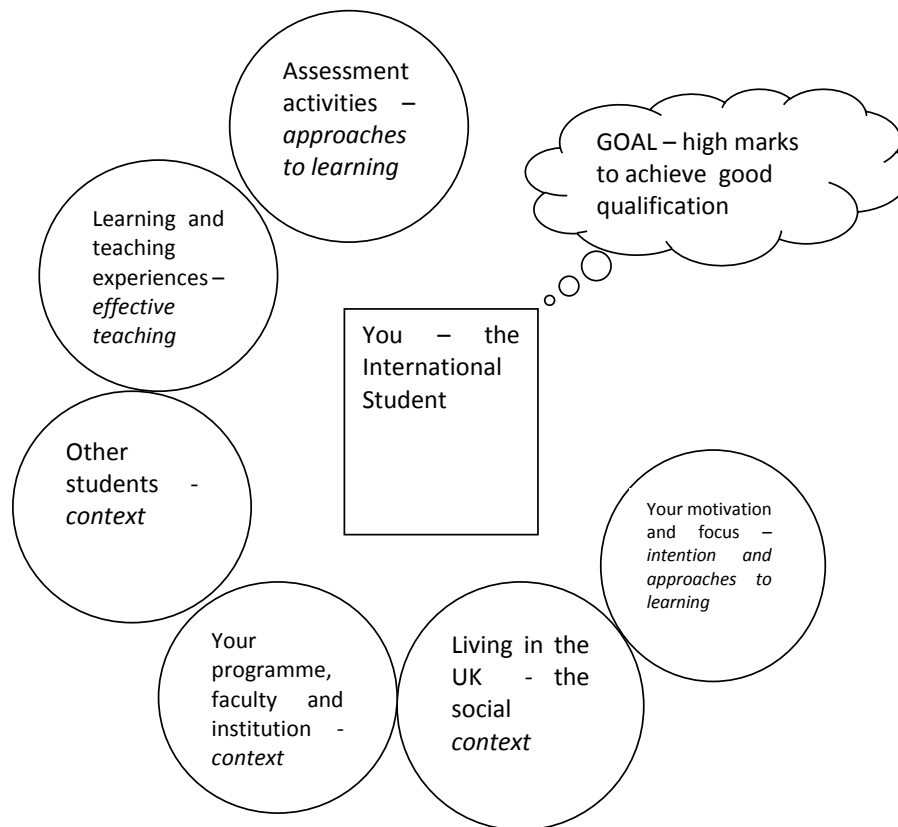 Assessment
activities –
approaches
to learning
GOAL – high marks
to achieve good
qualification
Learning and
teaching
experiences –
effective
teaching
You – the
International
Student
Other
students -
context
Your motivation
and focus –
intention and
approaches to
learning
Your
programme,
faculty and
institution -
context
Living in the
UK - the
social
context